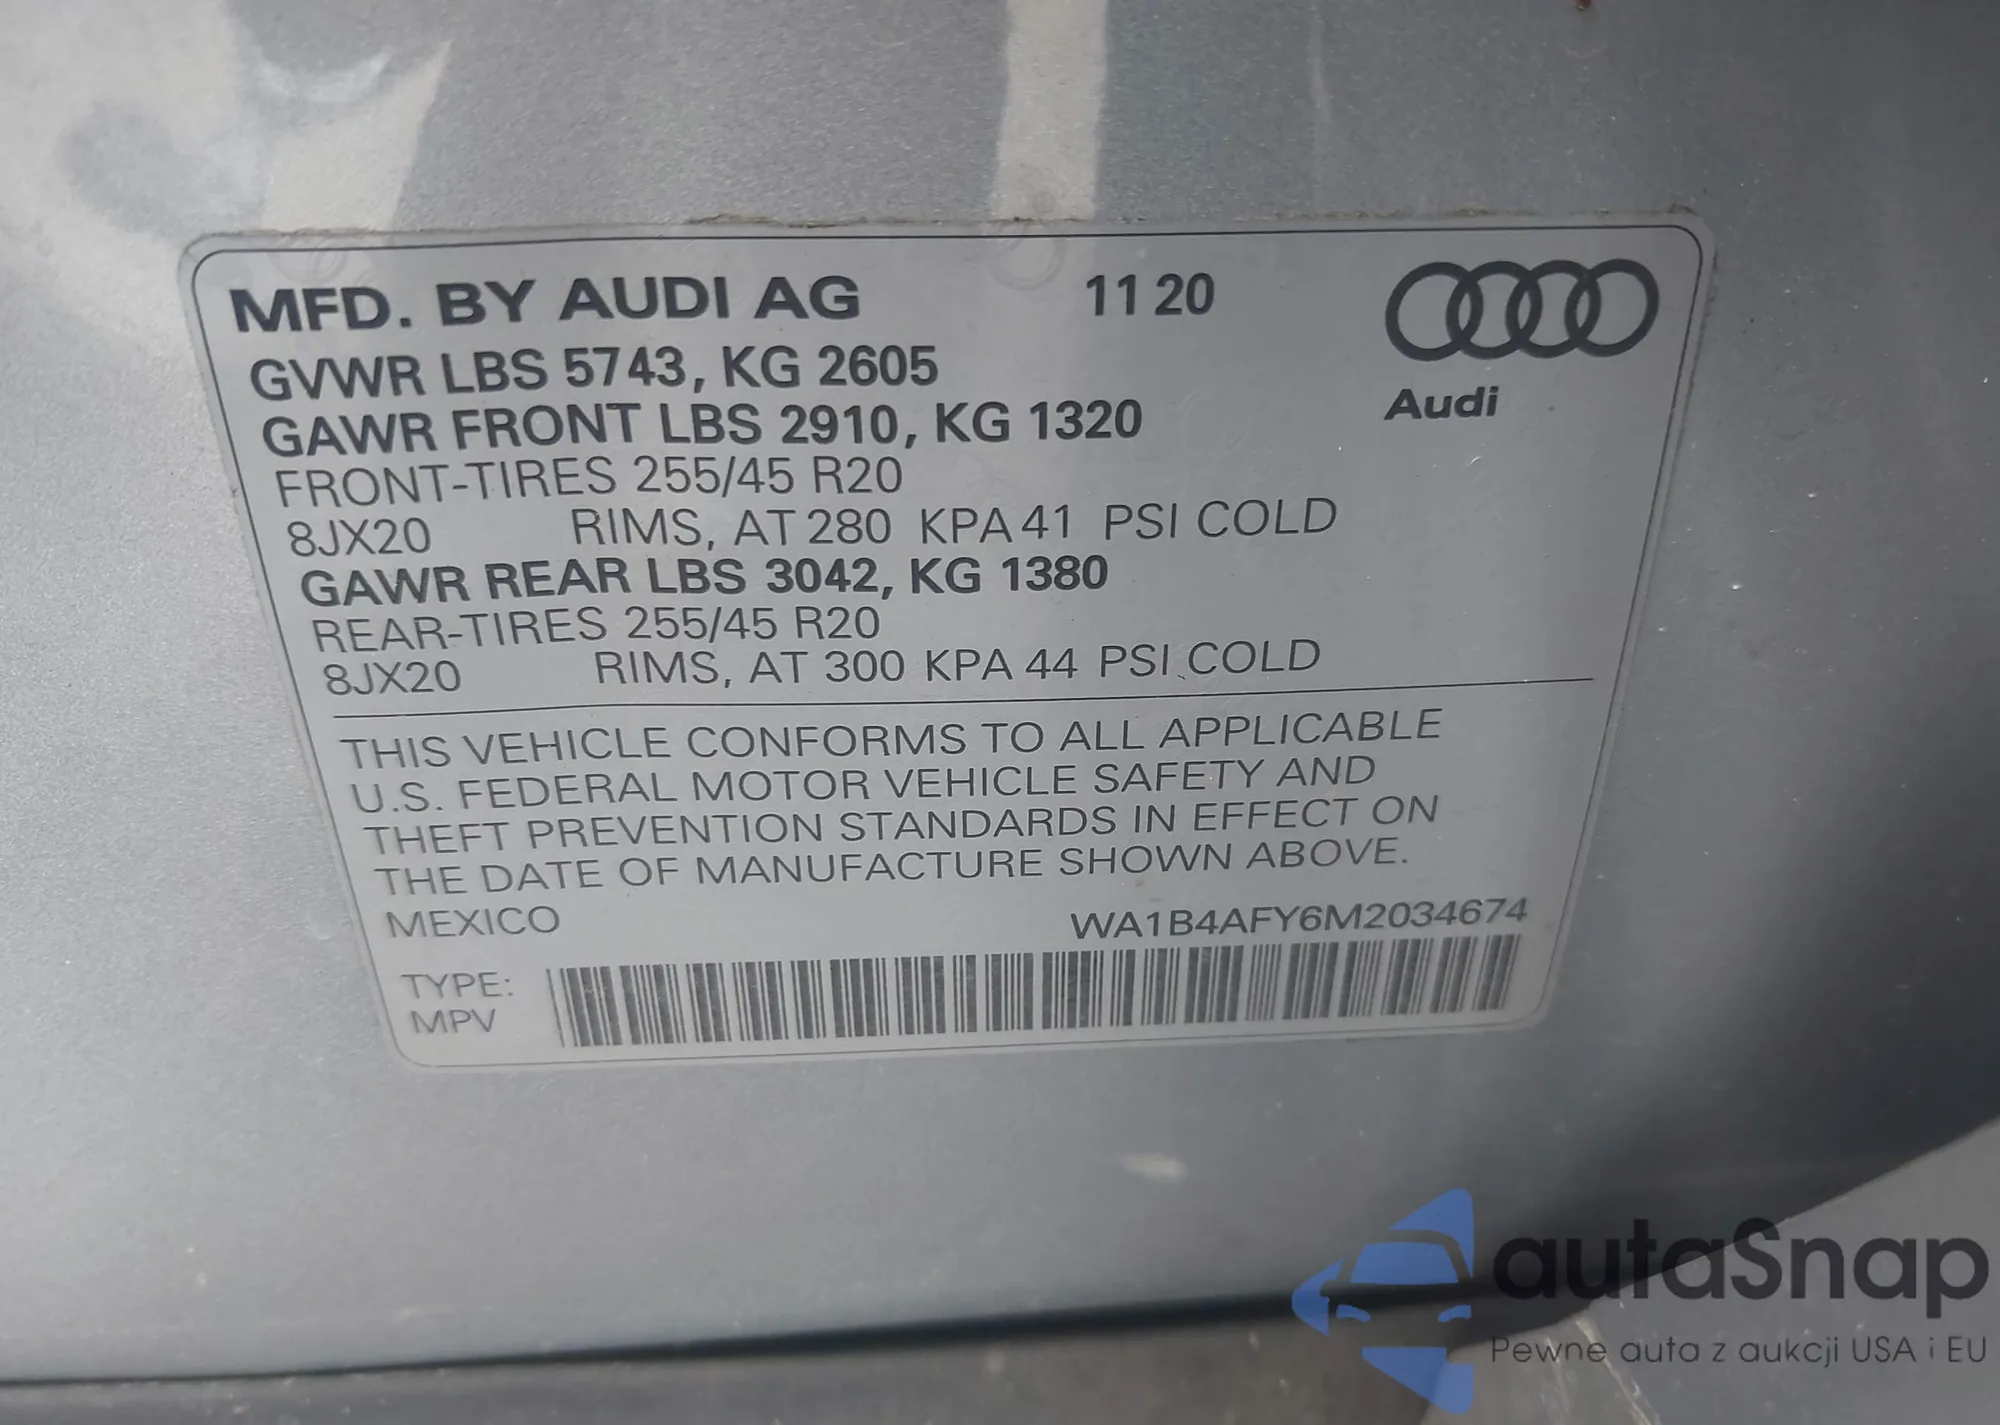 MFD. BY AUDI AG 11 20
GVWR LBS 5743, KG 2605
GAWR FRONT LBS 2910, KG 1320
Audi
FRONT-TIRES 255/45 R20
8JX20 RIMS, AT 280 KPA 41 PSI COLD
GAWR REAR LBS 3042, KG 1380
REAR-TIRES 255/45 R20
8JX20 RIMS, AT 300 KPA 44 PSI COLD
THIS VEHICLE CONFORMS TO ALL APPLICABLE
U.S. FEDERAL MOTOR VEHICLE SAFETY AND
THEFT PREVENTION STANDARDS IN EFFECT ON
THE DATE OF MANUFACTURE SHOWN ABOVE.
MEXICO WA1B4AFY6M2034674
TYPE:
MPV
autaSnap
Pewne auta z aukcji USA i EU